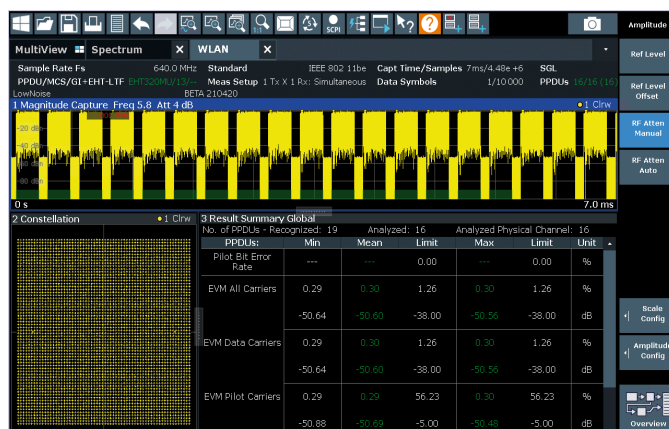 SCPI
1:1
Amplitude
MultiView Spectrum X WLAN X
Sample Rate Fs 640.0 MHz Standard IEEE 802 11be Capt Time/Samples 7ms/4.48e+6 SGL
PPDU/MCS/GI+EHT-LTF EHT320MU/13/-- Meas Setup 1 Tx X 1 Rx: Simultaneous Data Symbols 1/10 000 PPDUs 16/16 (16)
LowNoise BETA 210420
1 Magnitude Capture Freq 5.8 Att 4 dB 1 Clrw
0 s 7.0 ms
2 Constellation 1 Clrw
3 Result Summary Global
No. of PPDUs - Recognized: 19 Analyzed: 16 Analyzed Physical Channel: 16
PPDUs: Min Mean Limit Max Limit Unit
Pilot Bit Error Rate --- --- 0.00 --- 0.00 %
EVM All Carriers 0.29 0.30 1.26 0.30 1.26 %
-50.64 -50.60 -38.00 -50.56 -38.00 dB
EVM Data Carriers 0.29 0.30 1.26 0.30 1.26 %
-50.64 -50.60 -38.00 -50.56 -38.00 dB
EVM Pilot Carriers 0.29 0.29 56.23 0.30 56.23 %
-50.88 -50.69 -5.00 -50.48 -5.00 dB
Ref Level
Ref Level
Offset
RF Atten
Manual
RF Atten
Auto
Scale
Config
Amplitude
Config
Overview